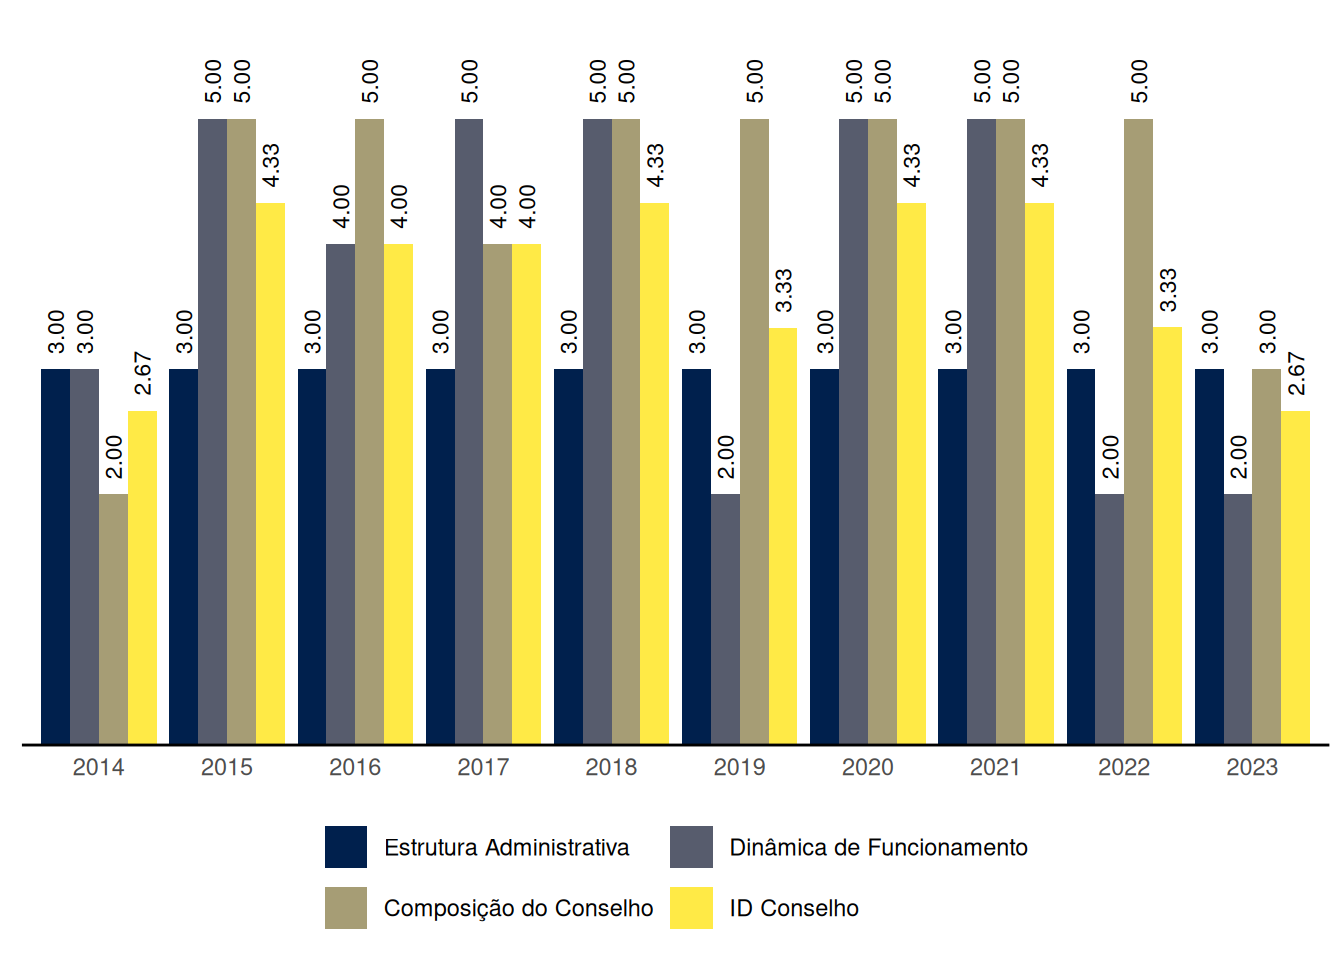 3.00 3.00 2.00 2.67 3.00 5.00 5.00 4.33 3.00 4.00 5.00 4.00 3.00 5.00 4.00 4.00 3.00 5.00 5.00 4.33 3.00 2.00 5.00 3.33 3.00 5.00 5.00 4.33 3.00 5.00 5.00 4.33 3.00 2.00 5.00 3.33 3.00 2.00 3.00 2.67
2014 2015 2016 2017 2018 2019 2020 2021 2022 2023
Estrutura Administrativa Dinâmica de Funcionamento
Composição do Conselho ID Conselho